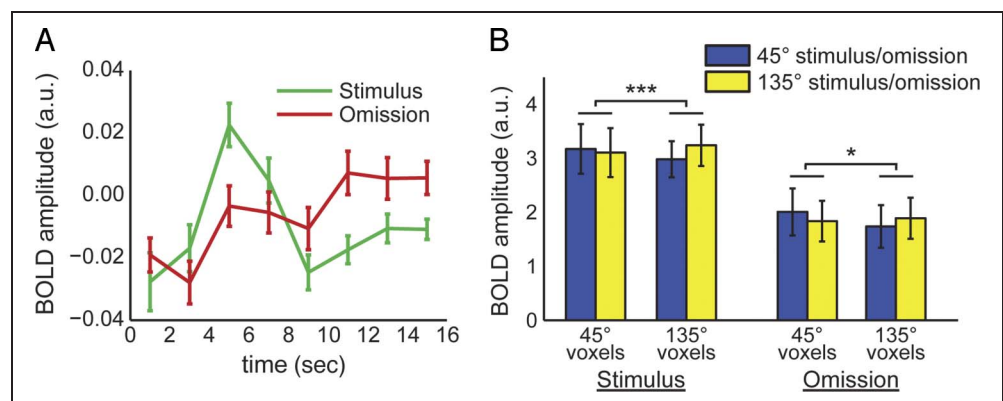 A
BOLD amplitude (a.u.)
0.04
0.02
0.00
−0.02
−0.04
Stimulus
Omission
0 2 4 6 8 10 12 14 16
time (sec)
B
45° stimulus/omission
135° stimulus/omission
BOLD amplitude (a.u.)
4
3
2
1
0
***
*
45° voxels
135° voxels
45° voxels
135° voxels
Stimulus
Omission